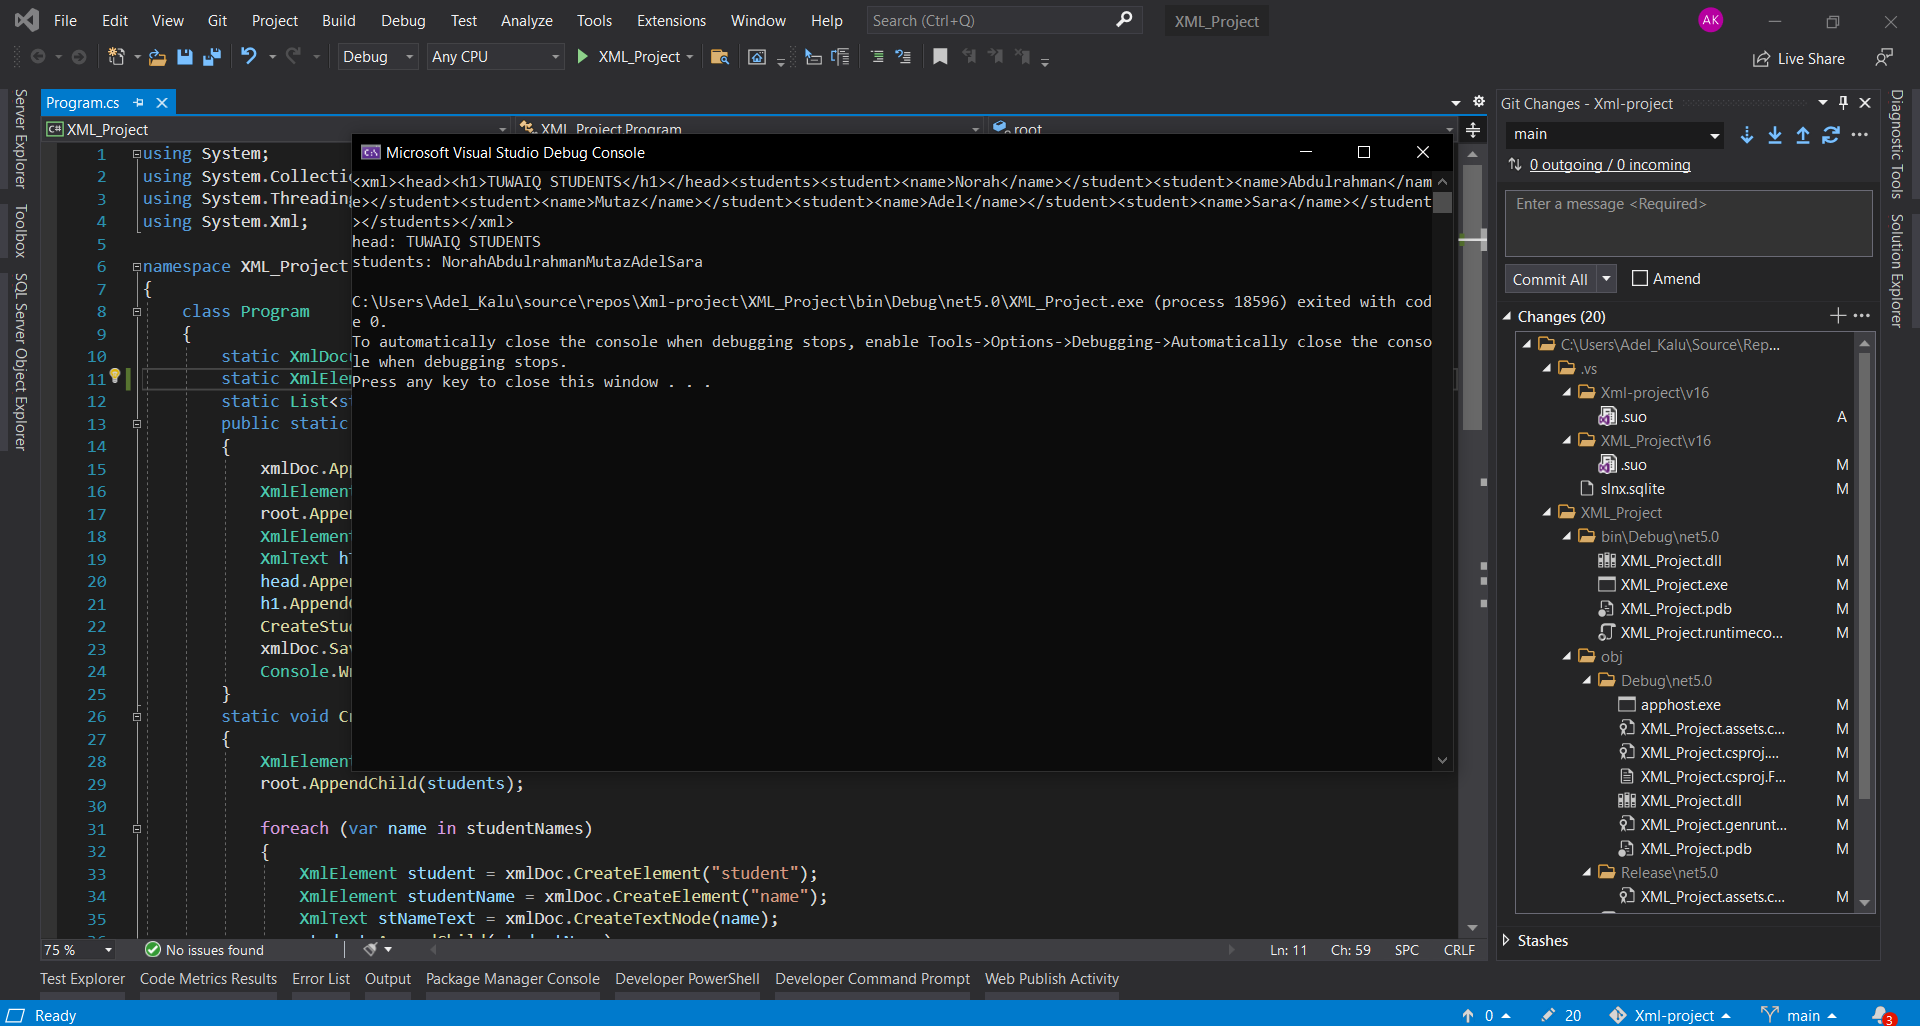 File Edit View Git Project Build Debug Test Analyze Tools Extensions Window Help Search (Ctrl+Q) XML_Project AK
Debug Any CPU XML_Project Live Share
Server Explorer
Toolbox
SQL Server Object Explorer
Program.cs
C# XML_Project XML_Project.Program root
1 using System;
2 using System.Collectio
3 using System.Threading
4 using System.Xml;
5
6 namespace XML_Project
7 {
8 class Program
9 {
10 static XmlDoc
11 static XmlElem
12 static List<s
13 public static
14 {
15 xmlDoc.App
16 XmlElement
17 root.Appen
18 XmlElement
19 XmlText h
20 head.Appen
21 h1.Append
22 CreateStu
23 xmlDoc.Sav
24 Console.W
25 }
26 static void C
27 {
28 XmlElement
29 root.AppendChild(students);
30
31 foreach (var name in studentNames)
32 {
33 XmlElement student = xmlDoc.CreateElement("student");
34 XmlElement studentName = xmlDoc.CreateElement("name");
35 XmlText stNameText = xmlDoc.CreateTextNode(name);
Microsoft Visual Studio Debug Console
<xml><head><h1>TUWAIQ STUDENTS</h1></head><students><student><name>Norah</name></student><student><name>Abdulrahman</nam
e></student><student><name>Mutaz</name></student><student><name>Adel</name></student><student><name>Sara</name></student
></students></xml>
head: TUWAIQ STUDENTS
students: NorahAbdulrahmanMutazAdelSara
C:\Users\Adel_Kalu\source\repos\Xml-project\XML_Project\bin\Debug\net5.0\XML_Project.exe (process 18596) exited with cod
e 0.
To automatically close the console when debugging stops, enable Tools->Options->Debugging->Automatically close the conso
le when debugging stops.
Press any key to close this window . . .
75 % No issues found Ln: 11 Ch: 59 SPC CRLF
Git Changes - Xml-project
main
0 outgoing / 0 incoming
Enter a message <Required>
Commit All Amend
Changes (20)
C:\Users\Adel_Kalu\Source\Rep...
.vs
Xml-project\v16
.suo A
XML_Project\v16
.suo M
slnx.sqlite M
XML_Project
bin\Debug\net5.0
XML_Project.dll M
XML_Project.exe M
XML_Project.pdb M
XML_Project.runtimeco... M
obj
Debug\net5.0
apphost.exe M
XML_Project.assets.c... M
XML_Project.csproj.... M
XML_Project.csproj.F... M
XML_Project.dll M
XML_Project.genrunt... M
XML_Project.pdb M
Release\net5.0
XML_Project.assets.c... M
Stashes
Diagnostic Tools
Solution Explorer
Test Explorer Code Metrics Results Error List Output Package Manager Console Developer PowerShell Developer Command Prompt Web Publish Activity
Ready 0 20 Xml-project main 3